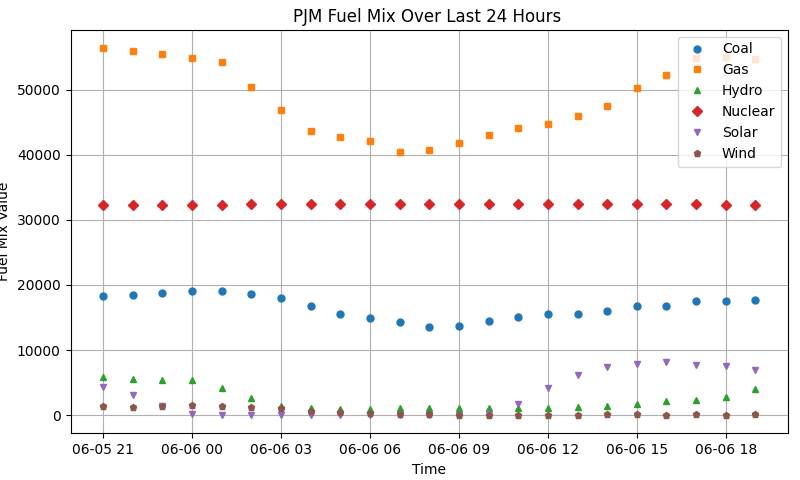 PJM Fuel Mix Over Last 24 Hours
Coal
Gas
Hydro
Nuclear
Solar
Wind
50000
40000
30000
20000
10000
0
Fuel Mix Value
06-05 21 06-06 00 06-06 03 06-06 06 06-06 09 06-06 12 06-06 15 06-06 18
Time